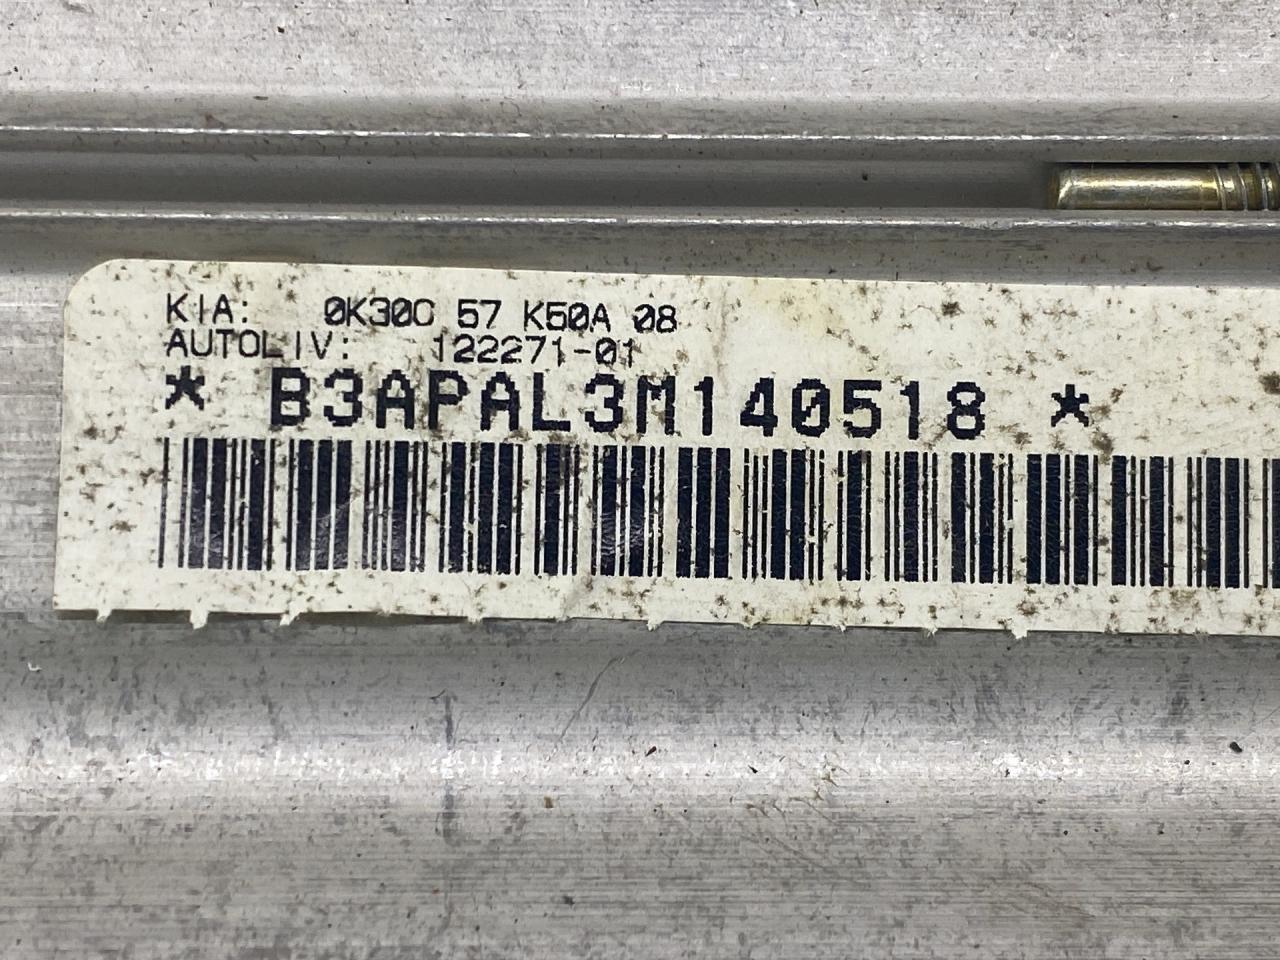 KIA: 0K30C 57 K50A 08
AUTOLIV: 122271-01
* B3APAL3M140518 *